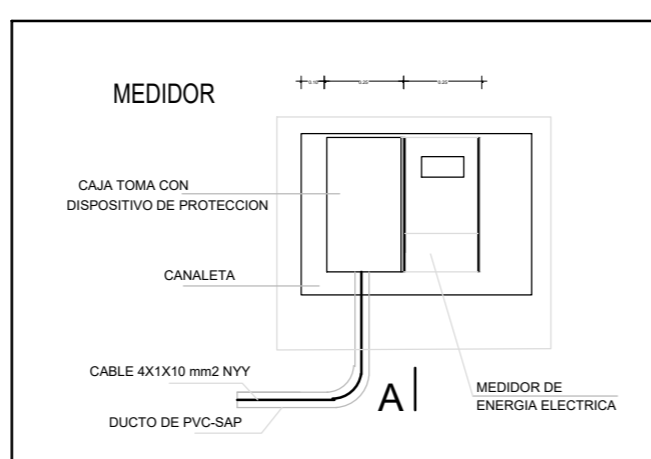 MEDIDOR
CAJA TOMA CON
DISPOSITIVO DE PROTECCION
CANALETA
CABLE 4X1X10 mm2 NYY
DUCTO DE PVC-SAP
A
MEDIDOR DE
ENERGIA ELECTRICA